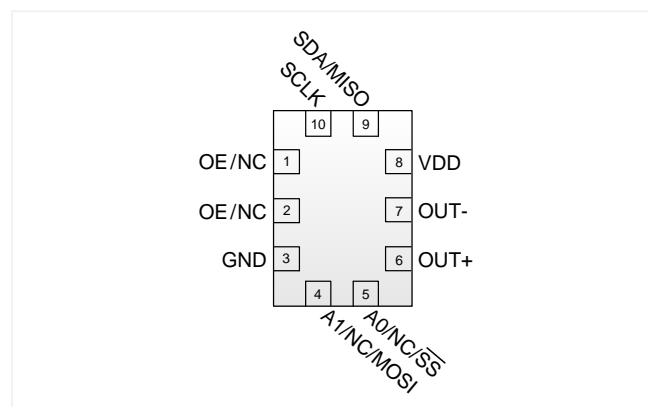 SDA/MISO
SCLK
10
9
OE/NC
1
8
VDD
OE/NC
2
7
OUT-
GND
3
6
OUT+
4
5
A1/NC/MOSI
A0/NC/S̅S̅